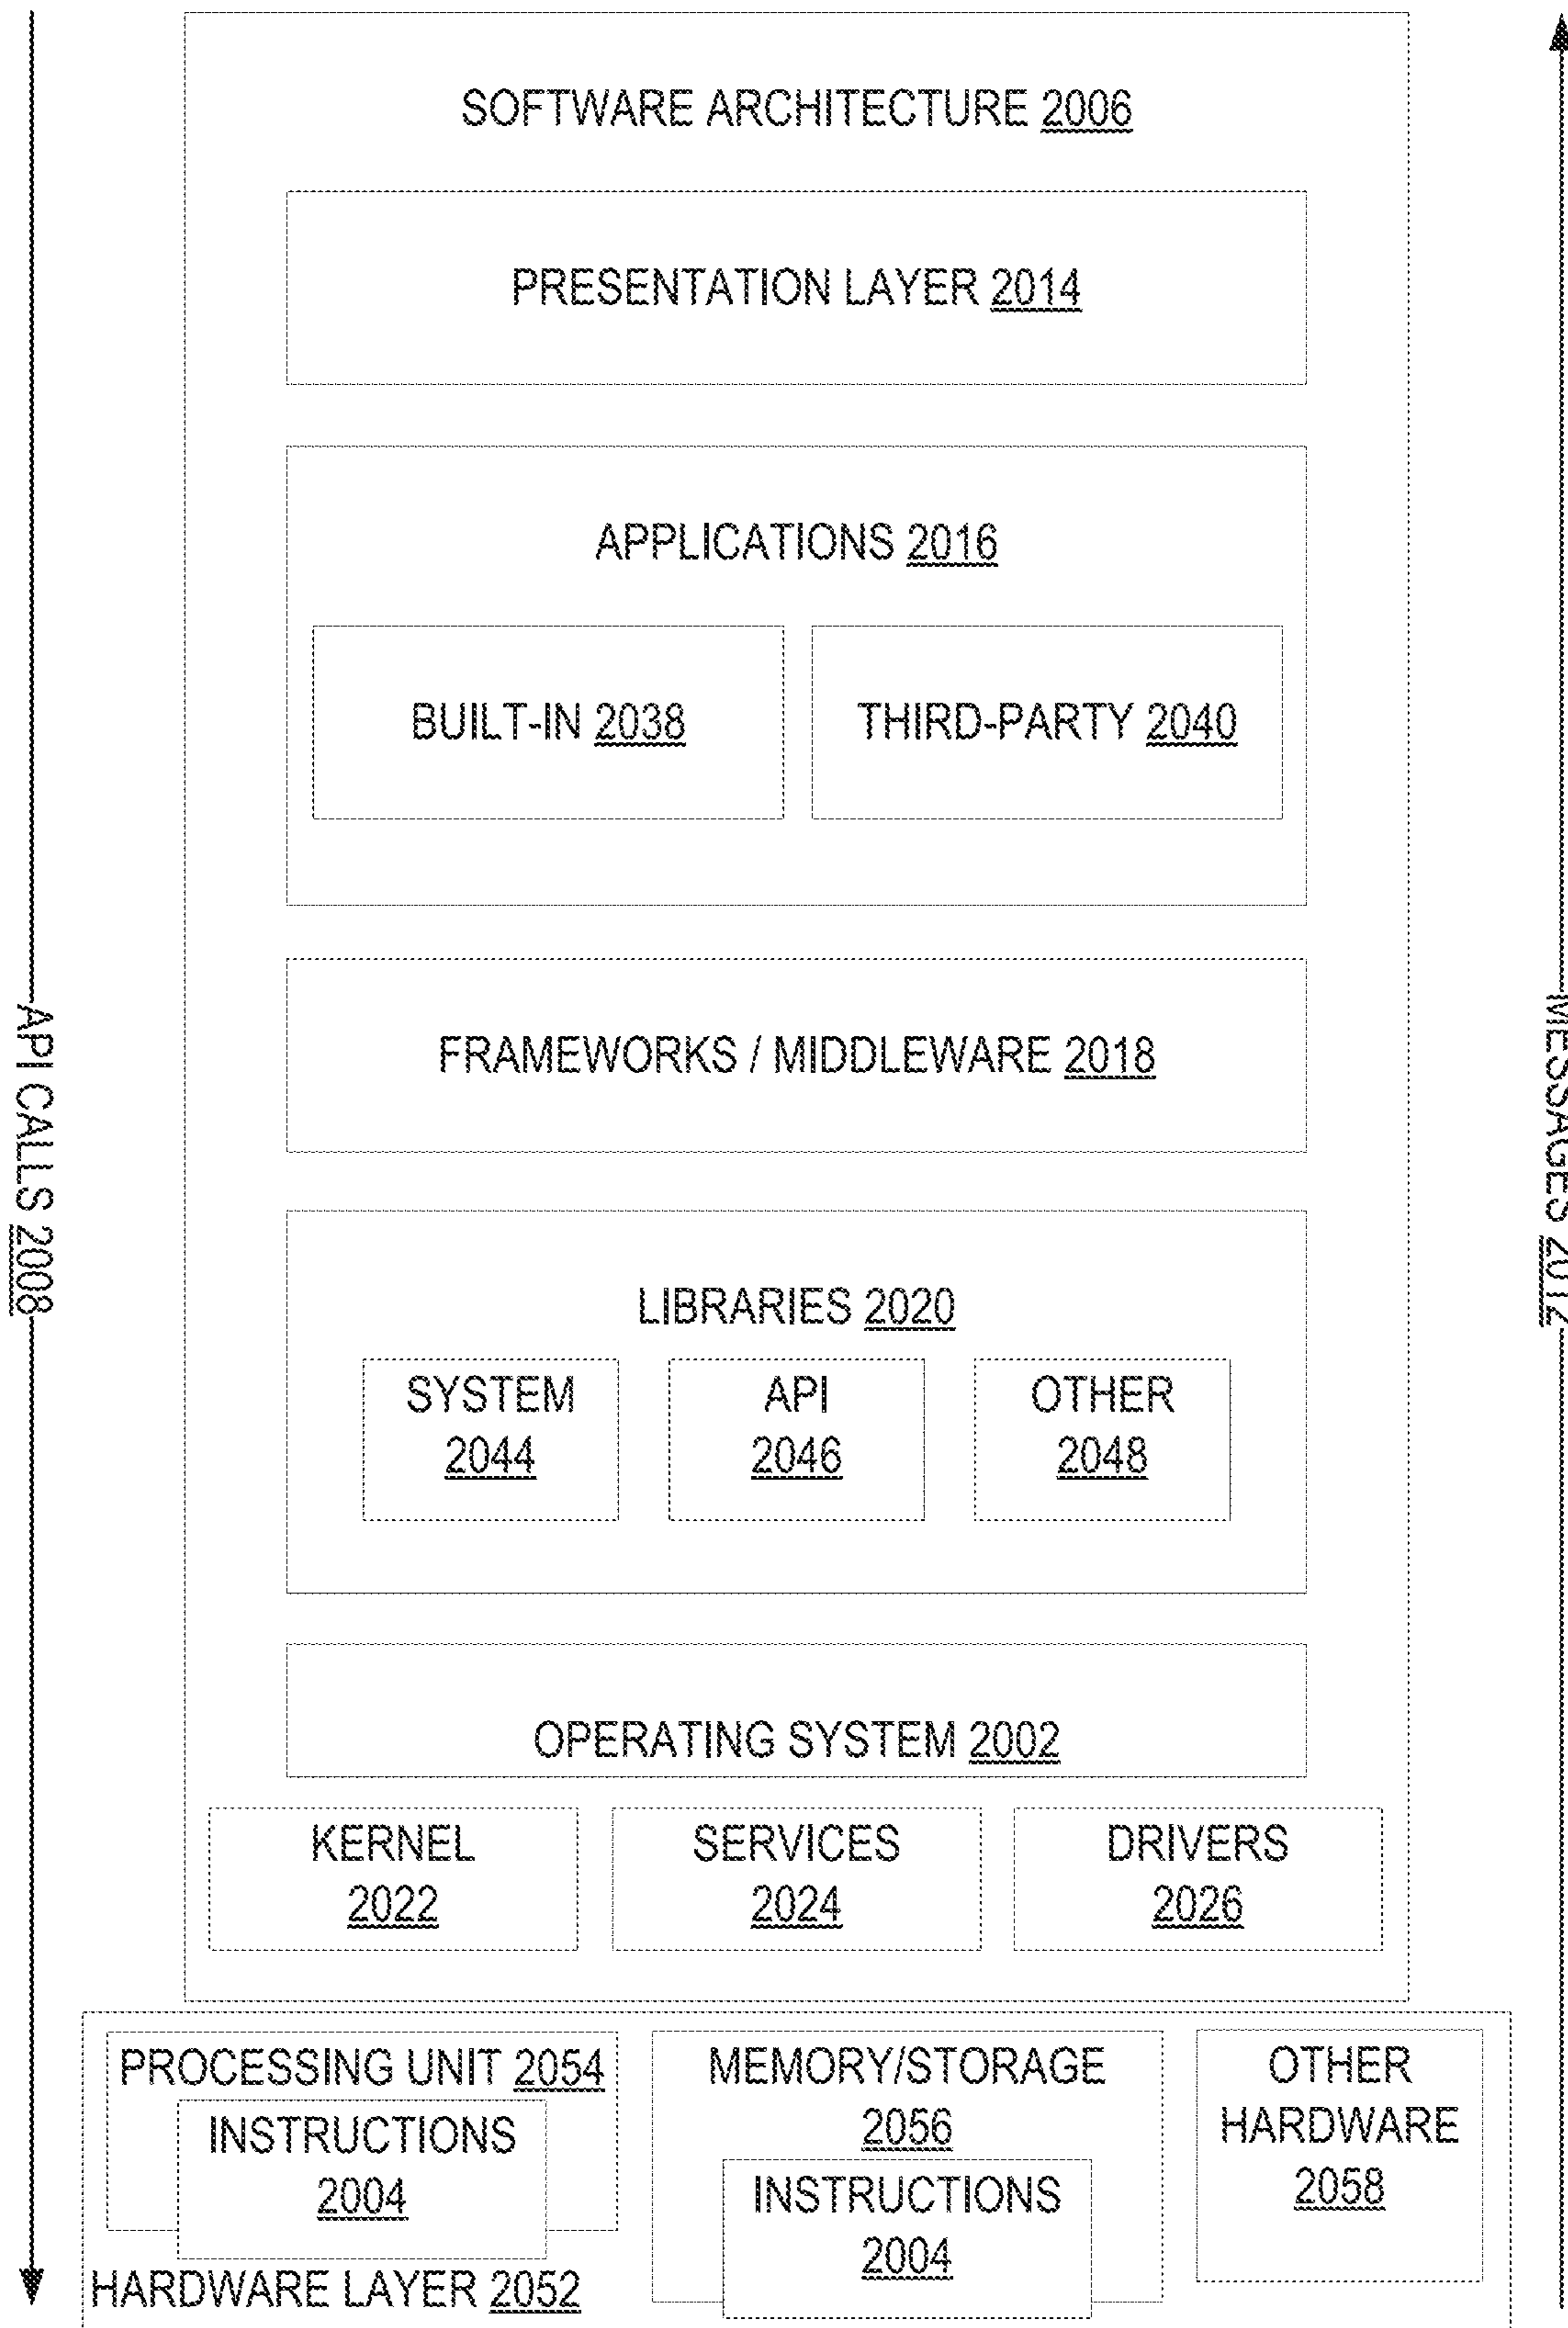 SOFTWARE ARCHITECTURE 2006
PRESENTATION LAYER 2014
APPLICATIONS 2016
BUILT-IN 2038
THIRD-PARTY 2040
FRAMEWORKS / MIDDLEWARE 2018
LIBRARIES 2020
SYSTEM
2044
API
2046
OTHER
2048
OPERATING SYSTEM 2002
KERNEL
2022
SERVICES
2024
DRIVERS
2026
PROCESSING UNIT 2054
INSTRUCTIONS
2004
MEMORY/STORAGE
2056
INSTRUCTIONS
2004
OTHER
HARDWARE
2058
HARDWARE LAYER 2052
API CALLS 2008
MESSAGES 2012